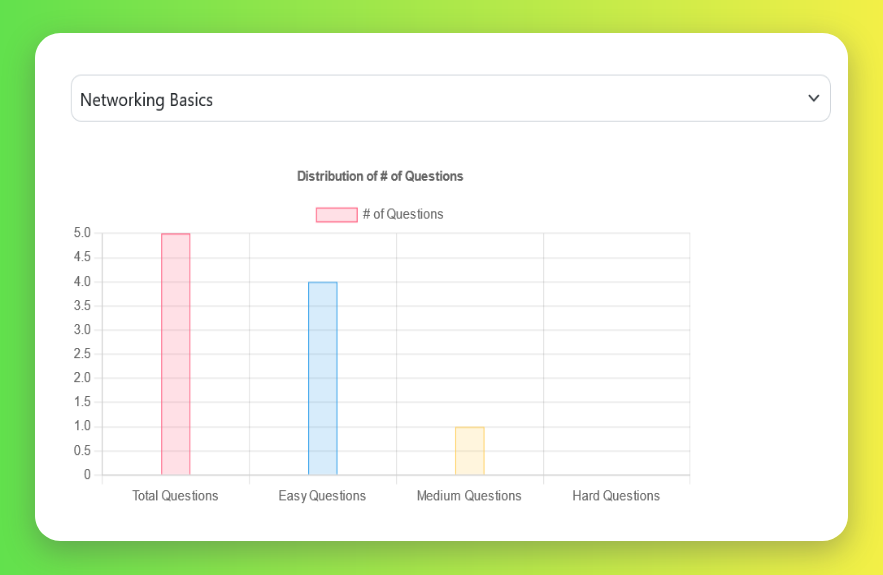 Networking Basics
Distribution of # of Questions
# of Questions
5.0
4.5
4.0
3.5
3.0
2.5
2.0
1.5
1.0
0.5
0
Total Questions Easy Questions Medium Questions Hard Questions